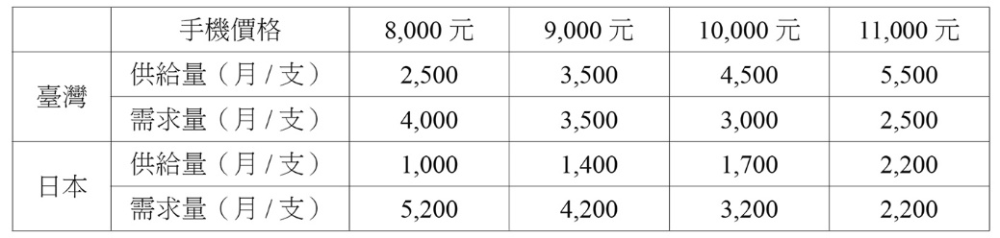 手機價格 8,000 元 9,000 元 10,000 元 11,000 元
臺灣 供給量（月 / 支） 2,500 3,500 4,500 5,500
需求量（月 / 支） 4,000 3,500 3,000 2,500
日本 供給量（月 / 支） 1,000 1,400 1,700 2,200
需求量（月 / 支） 5,200 4,200 3,200 2,200